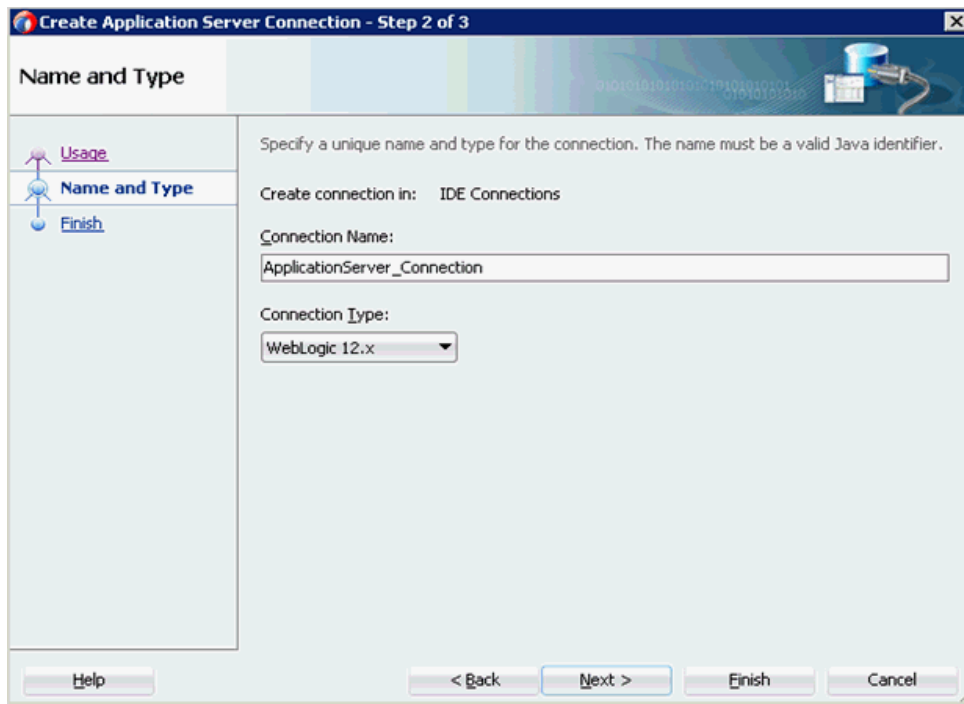 Create Application Server Connection - Step 2 of 3
Name and Type
Usage
Name and Type
Finish
Specify a unique name and type for the connection. The name must be a valid Java identifier.
Create connection in: IDE Connections
Connection Name:
ApplicationServer_Connection
Connection Type:
WebLogic 12.x
Help
< Back
Next >
Finish
Cancel